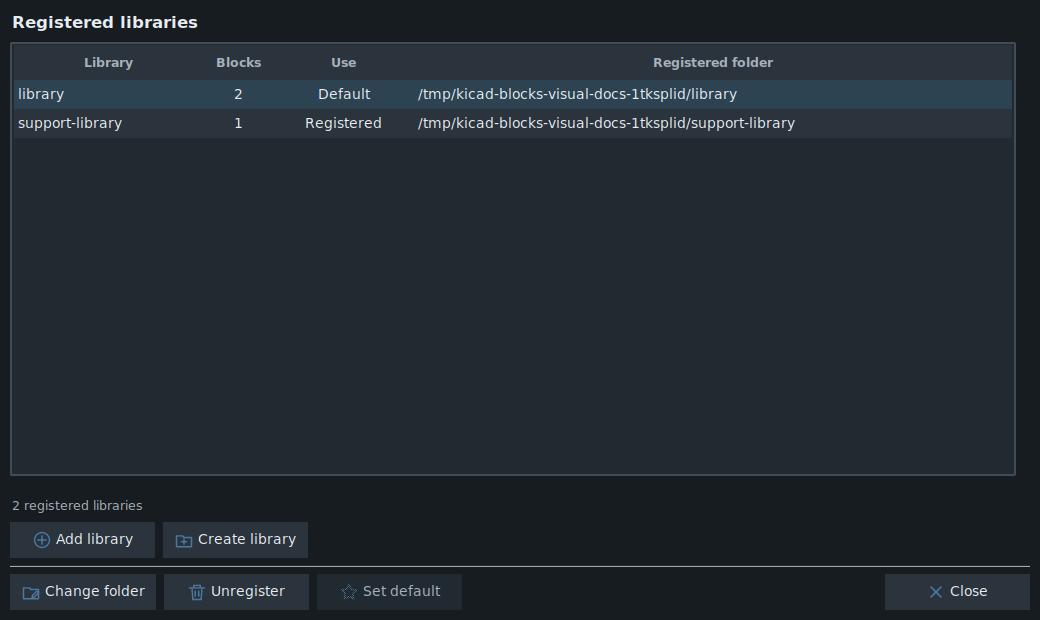 Registered libraries
Library Blocks Use Registered folder
library 2 Default /tmp/kicad-blocks-visual-docs-1tksplid/library
support-library 1 Registered /tmp/kicad-blocks-visual-docs-1tksplid/support-library
2 registered libraries
Add library Create library
Change folder Unregister Set default Close